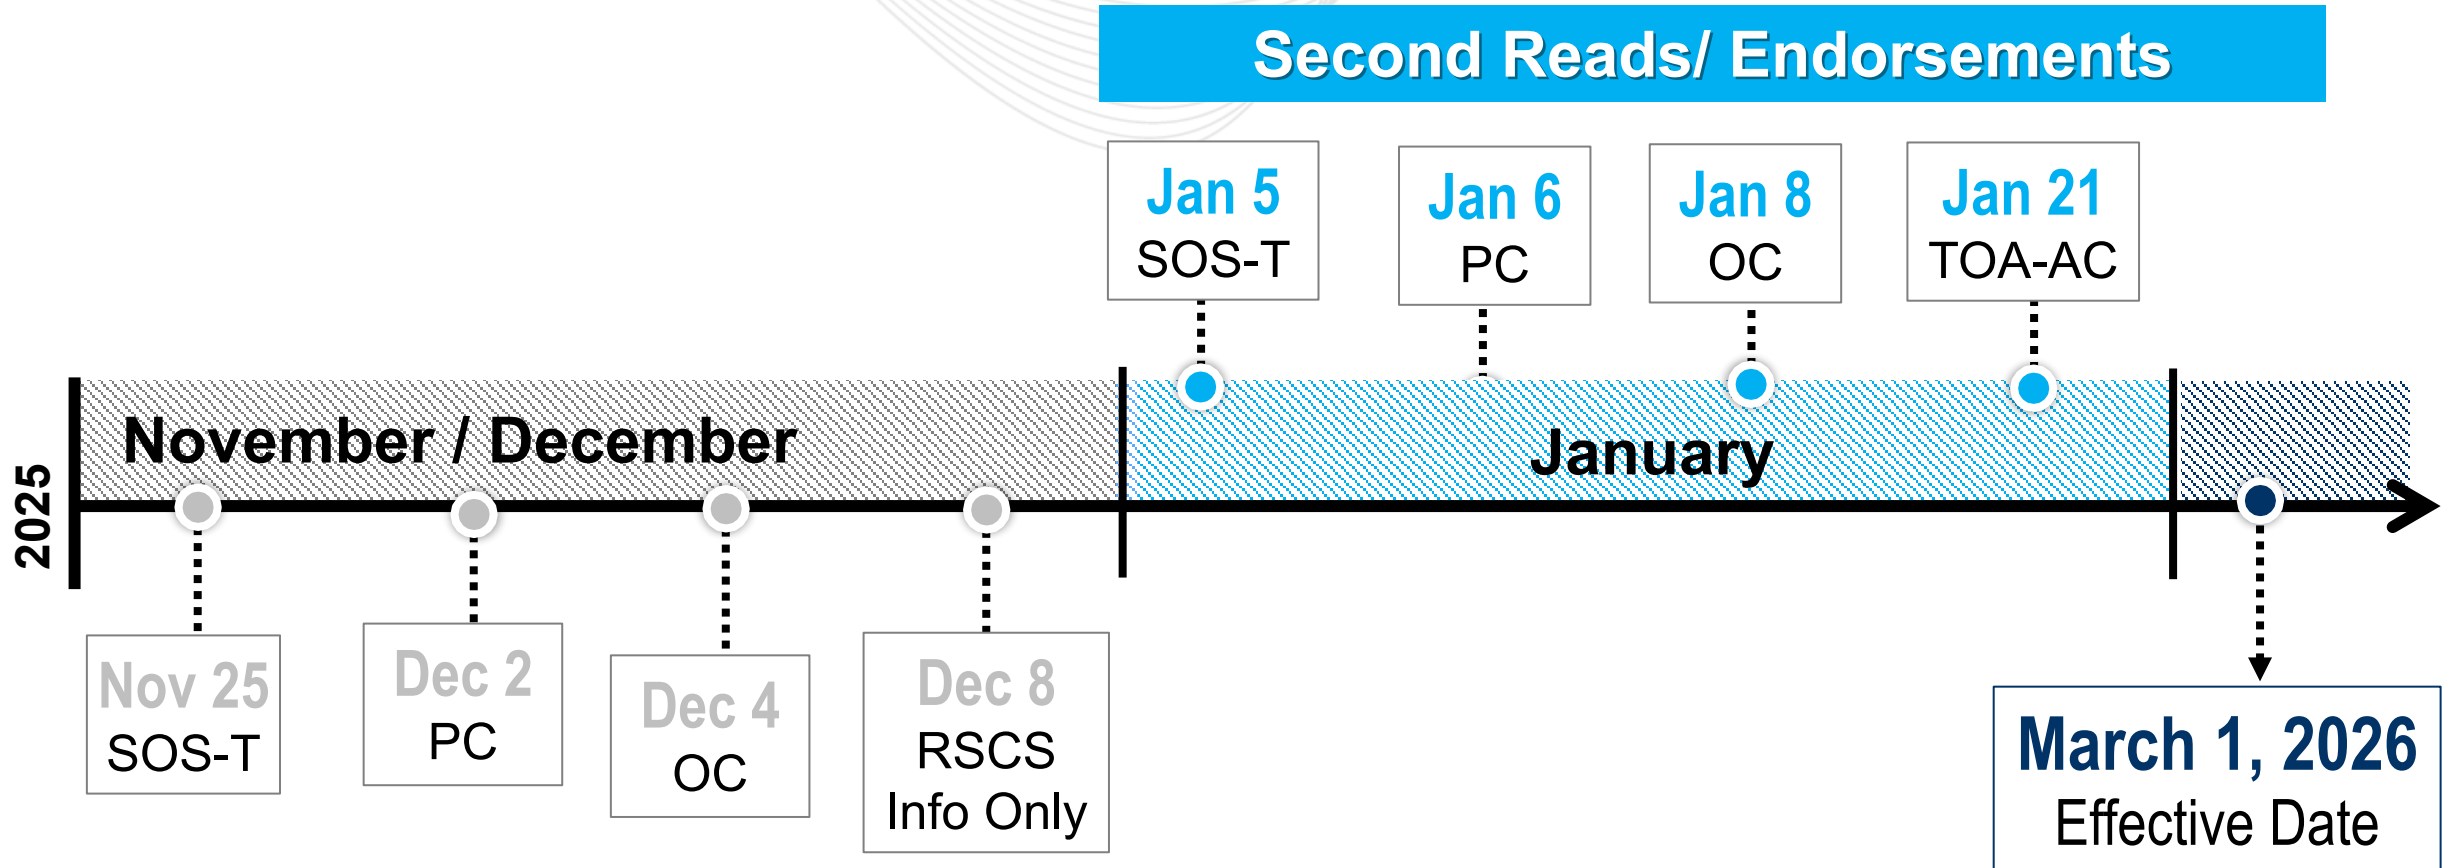 Second Reads/ Endorsements
Jan 5
SOS-T
Jan 6
PC
Jan 8
OC
Jan 21
TOA-AC
2025
November / December
January
Nov 25
SOS-T
Dec 2
PC
Dec 4
OC
Dec 8
RSCS
Info Only
March 1, 2026
Effective Date